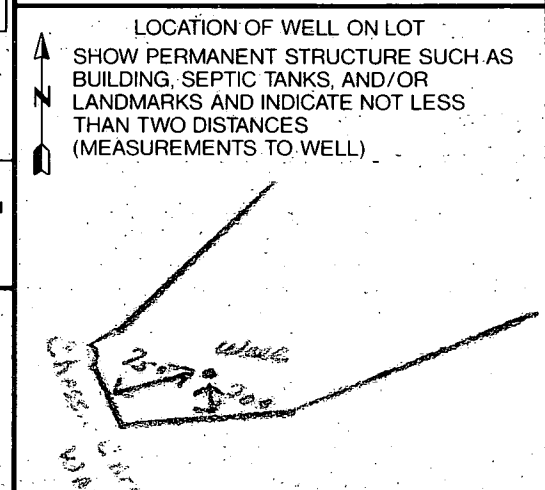 LOCATION OF WELL ON LOT
SHOW PERMANENT STRUCTURE SUCH AS
BUILDING, SEPTIC TANKS, AND/OR
N
LANDMARKS AND INDICATE NOT LESS
THAN TWO DISTANCES
(MEASUREMENTS TO WELL)
Well